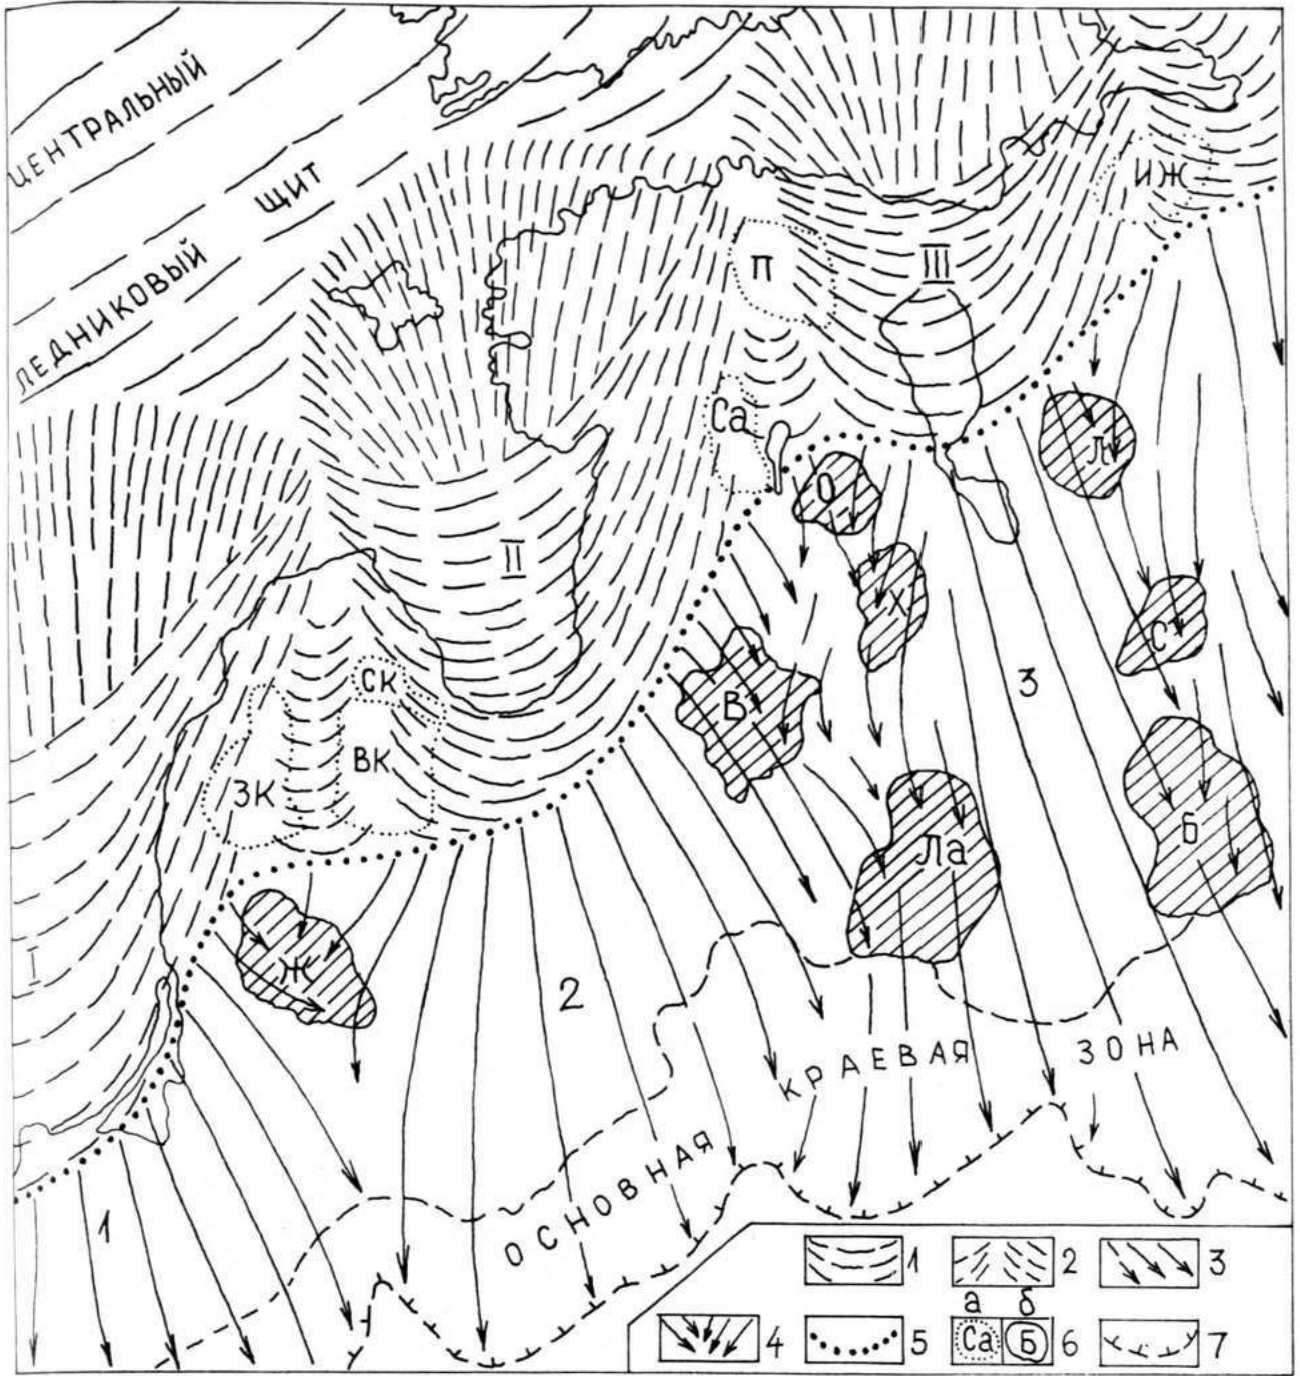 ЦЕНТРАЛЬНЫЙ
ЛЕДНИКОВЫЙ
ЩИТ
ИЖ
П
III
Са
О
Л
II
Х
С
СК
3
В
ВК
ЗК
Ла
Б
I
Ж
2
КРАЕВАЯ
ЗОНА
ОСНОВНАЯ
1
1
2
3
а б
4
5
Са Б 6
7